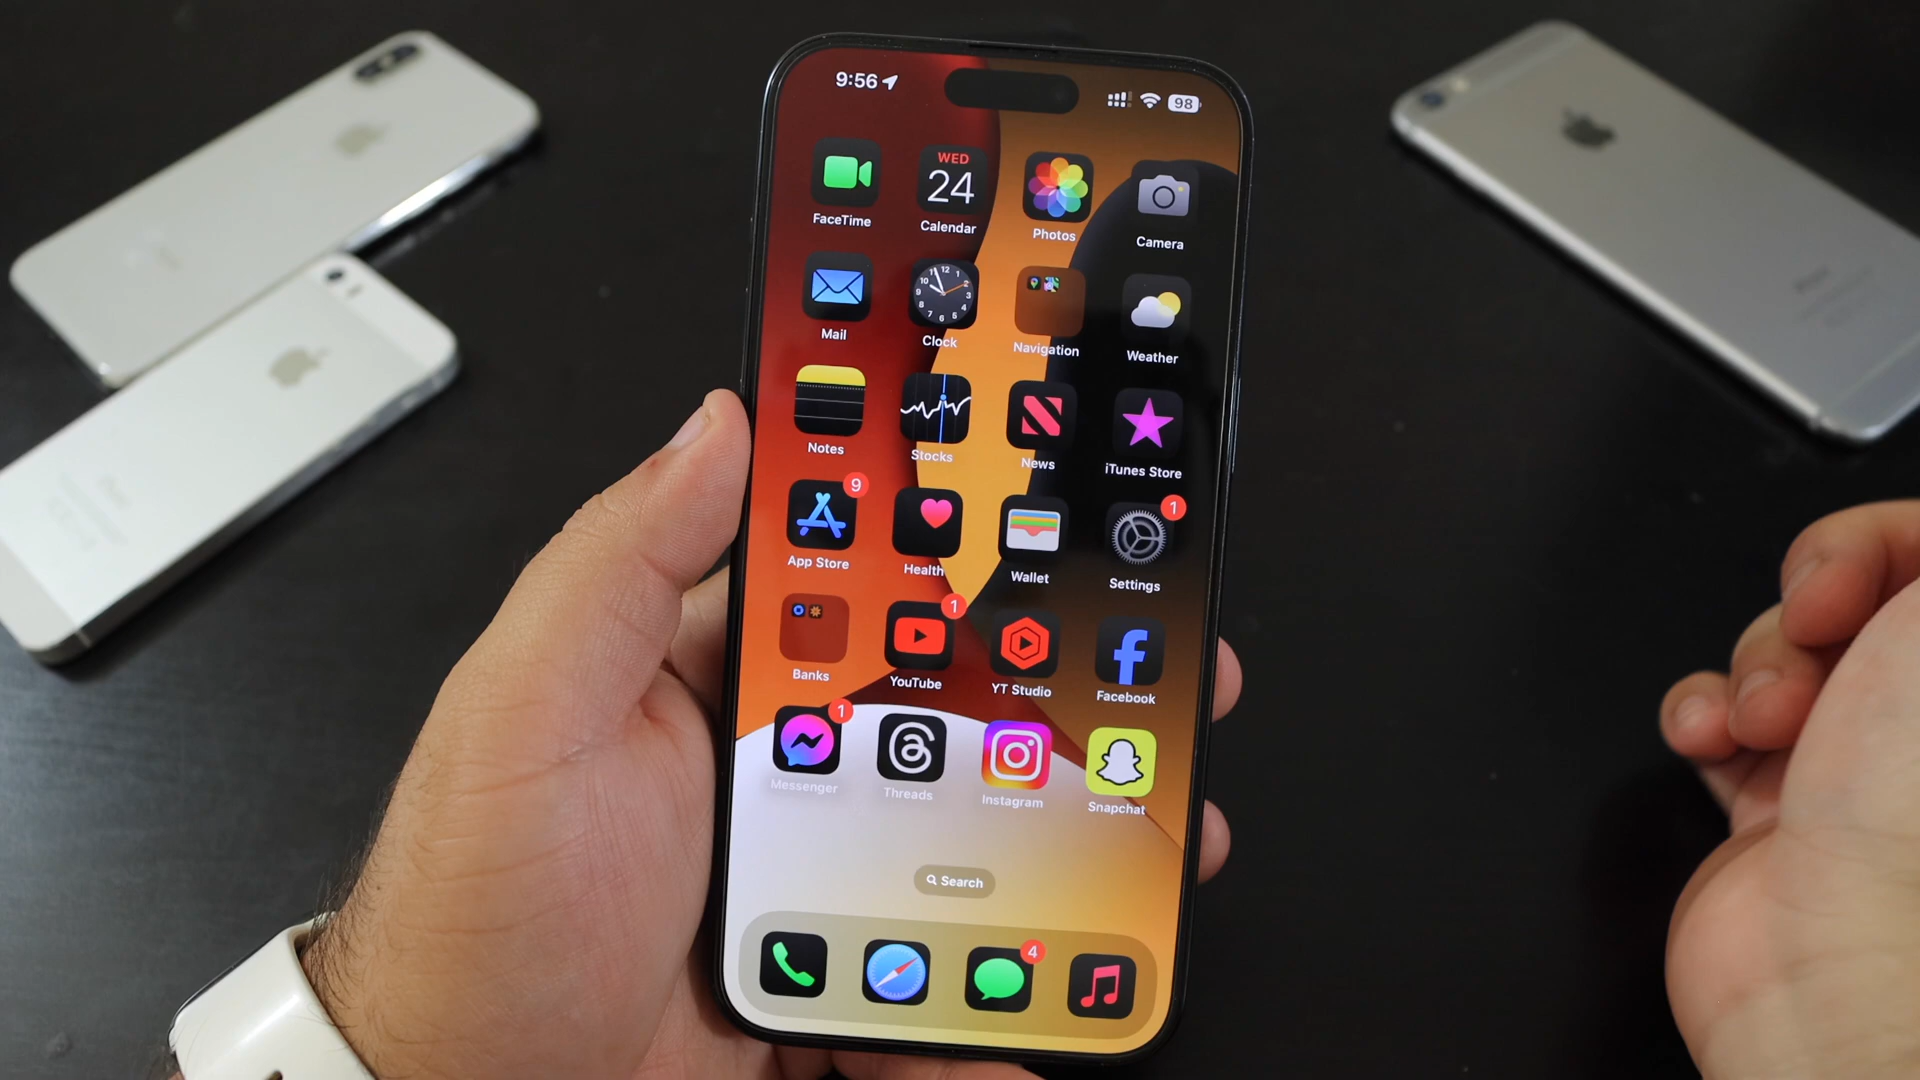 9:56
98
WED
24
FaceTime
Calendar
Photos
Camera
Mail
Clock
Navigation
Weather
Notes
Stocks
News
iTunes Store
9
1
App Store
Health
Wallet
Settings
1
Banks
YouTube
YT Studio
Facebook
1
Messenger
Threads
Instagram
Snapchat
Search
4